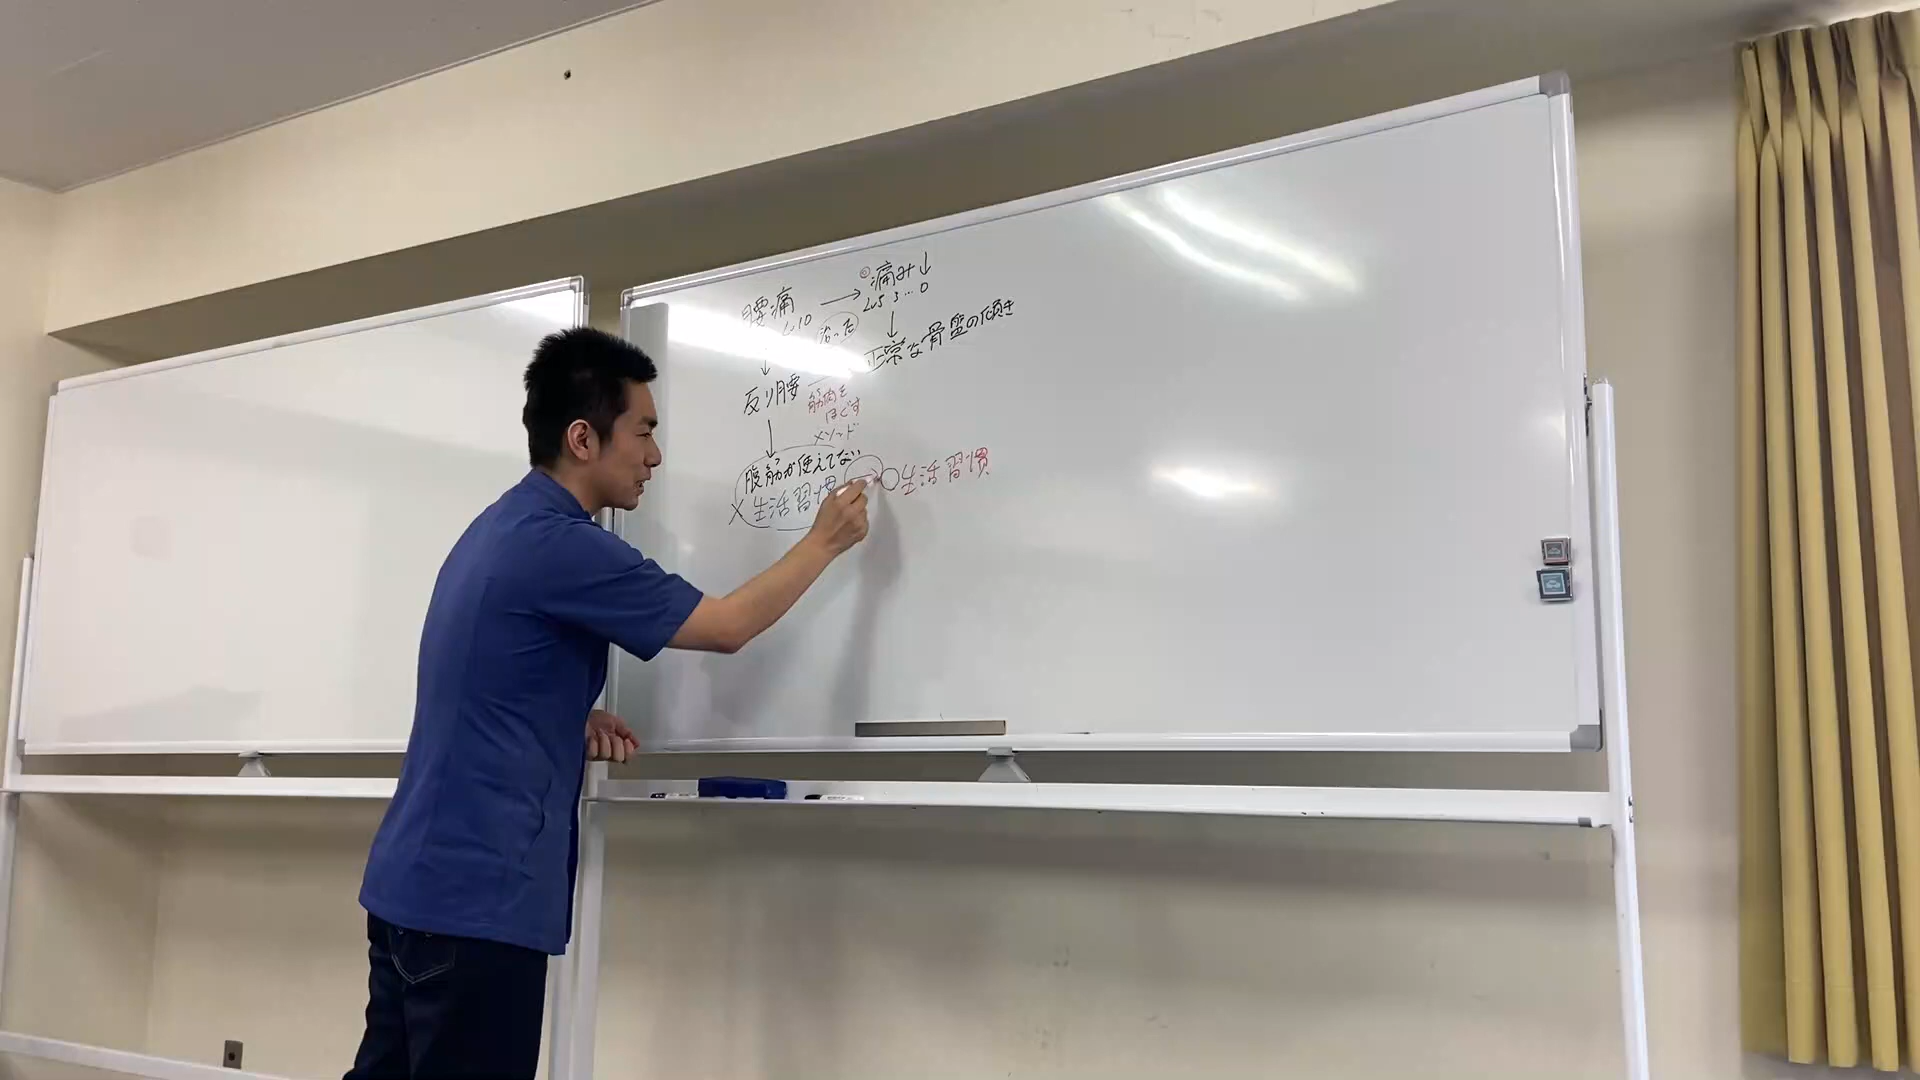 腰痛 → 痛み↓
Lv10
Lv5 3 … 0
治った
反り腰
正常な骨盤の傾き
筋肉を
ほぐす
メソッド
腹筋が使えてない
×生活習慣
○生活習慣